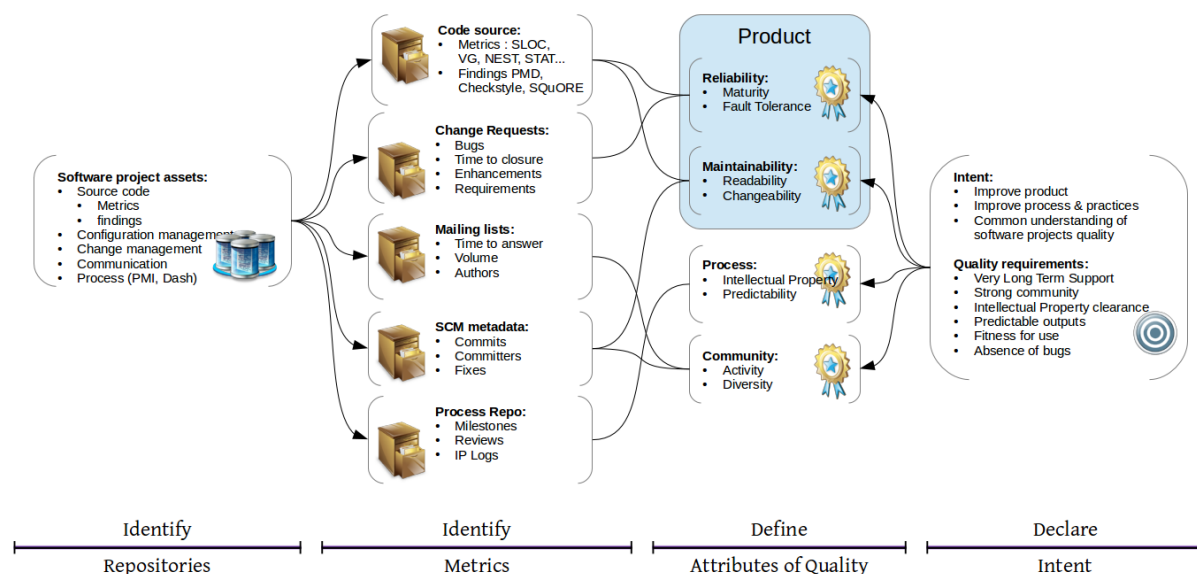 Software project assets:
• Source code
• Metrics
• findings
• Configuration management
• Change management
• Communication
• Process (PMI, Dash)
Code source:
• Metrics : SLOC,
VG, NEST, STAT...
• Findings PMD,
Checkstyle, SQuORE
Change Requests:
• Bugs
• Time to closure
• Enhancements
• Requirements
Mailing lists:
• Time to answer
• Volume
• Authors
SCM metadata:
• Commits
• Committers
• Fixes
Process Repo:
• Milestones
• Reviews
• IP Logs
Product
Reliability:
• Maturity
• Fault Tolerance
Maintainability:
• Readability
• Changeability
Process:
• Intellectual Property
• Predictability
Community:
• Activity
• Diversity
Intent:
• Improve product
• Improve process & practices
• Common understanding of
software projects quality
Quality requirements:
• Very Long Term Support
• Strong community
• Intellectual Property clearance
• Predictable outputs
• Fitness for use
• Absence of bugs
Identify
Repositories
Identify
Metrics
Define
Attributes of Quality
Declare
Intent